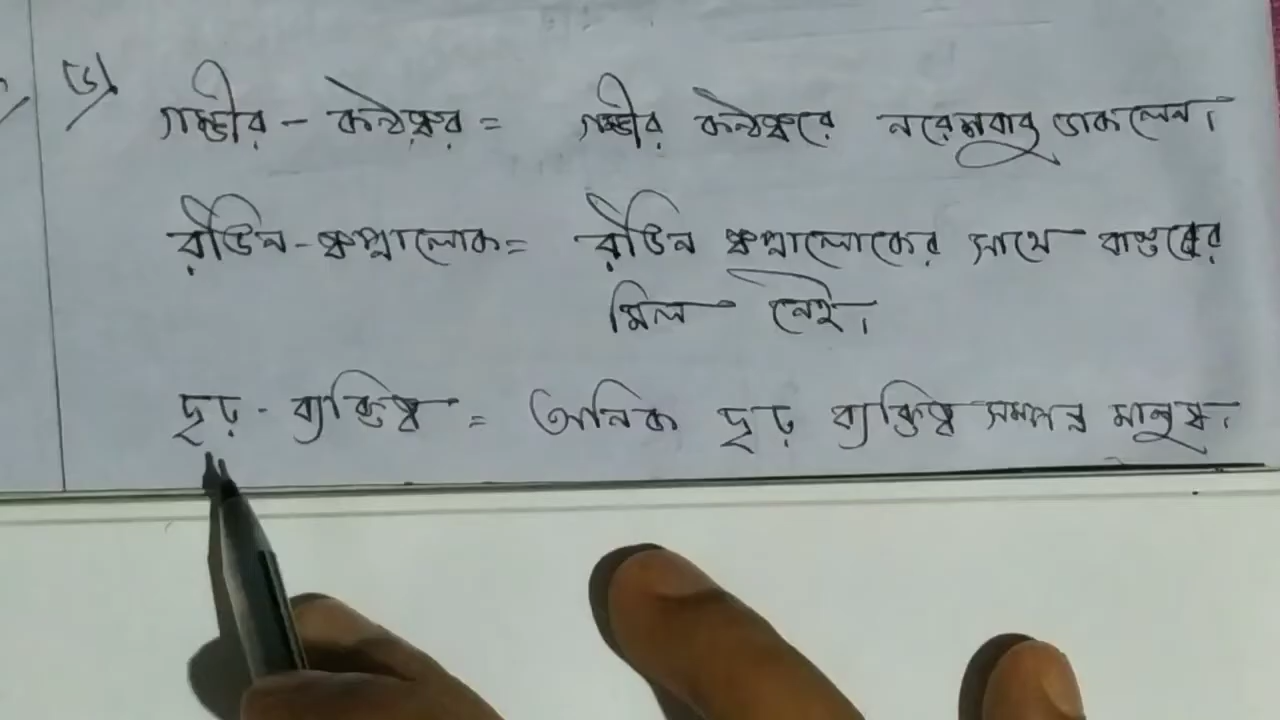 ৬) গম্ভীর - কন্ঠস্বর = গম্ভীর কন্ঠস্বরে নরেশবাবু ডাকলেন।
রঙিন - স্বপ্নালোক = রঙিন স্বপ্নালোকের সাথে বাস্তবের
মিল নেই।
দৃঢ় - ব্যক্তিত্ব = অনিক দৃঢ় ব্যক্তিত্ব সম্পন্ন মানুষ।